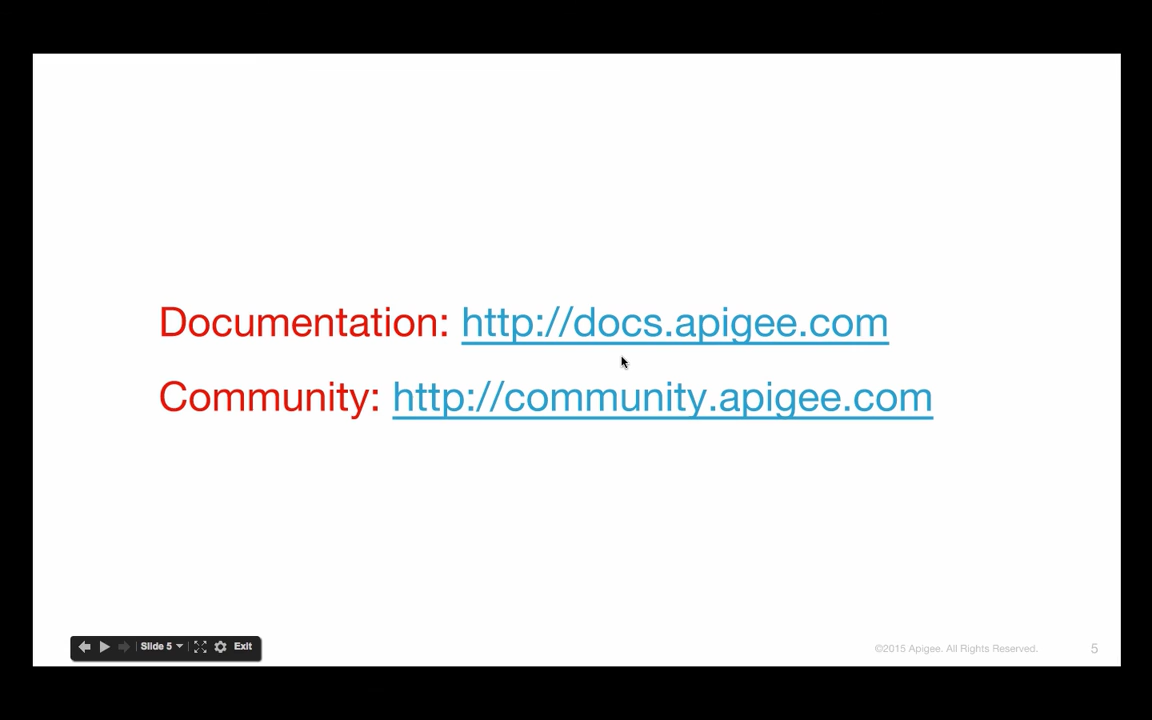 Documentation: http://docs.apigee.com
Community: http://community.apigee.com
Slide 5
Exit
©2015 Apigee. All Rights Reserved.
5